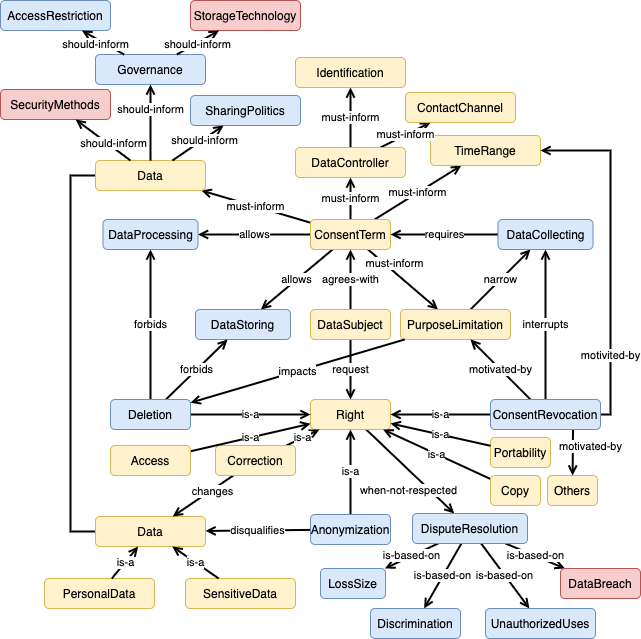 AccessRestriction
StorageTechnology
should-inform
should-inform
Governance
Identification
SecurityMethods
should-inform
SharingPolitics
ContactChannel
must-inform
should-inform
should-inform
must-inform
DataController
TimeRange
Data
must-inform
must-inform
must-inform
DataProcessing
allows
ConsentTerm
requires
DataCollecting
must-inform
allows
agrees-with
narrow
forbids
DataStoring
DataSubject
PurposeLimitation
interrupts
motivited-by
forbids
impacts
request
motivated-by
Deletion
is-a
Right
is-a
ConsentRevocation
is-a
is-a
is-a
motivated-by
Access
Correction
is-a
Portability
is-a
changes
when-not-respected
Copy
Others
Data
disqualifies
Anonymization
DisputeResolution
is-a
is-a
is-based-on
is-based-on
is-based-on
is-based-on
PersonalData
SensitiveData
LossSize
DataBreach
Discrimination
UnauthorizedUses